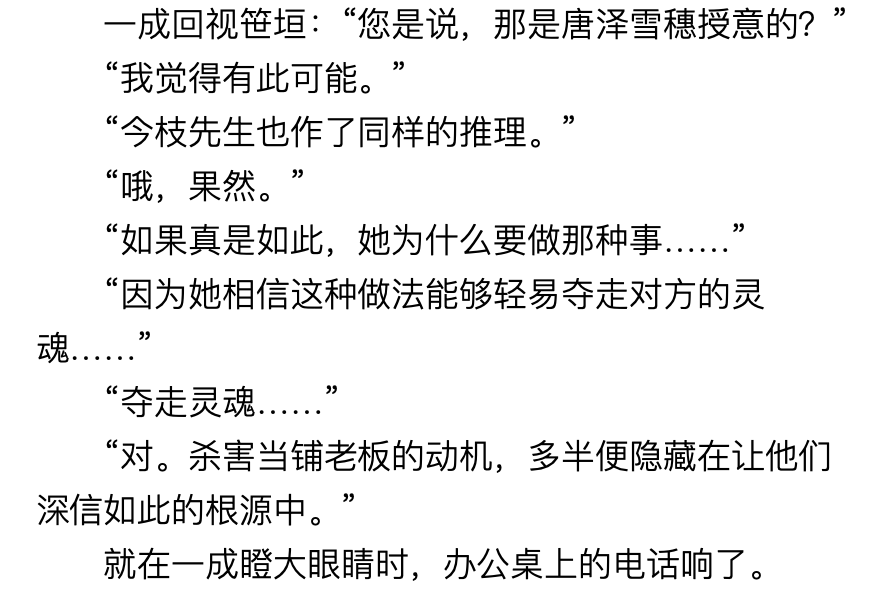 一成回视笹垣：“您是说，那是唐泽雪穗授意的？”
“我觉得有此可能。”
“今枝先生也作了同样的推理。”
“哦，果然。”
“如果真是如此，她为什么要做那种事……”
“因为她相信这种做法能够轻易夺走对方的灵
魂……”
“夺走灵魂……”
“对。杀害当铺老板的动机，多半便隐藏在让他们
深信如此的根源中。”
就在一成瞪大眼睛时，办公桌上的电话响了。